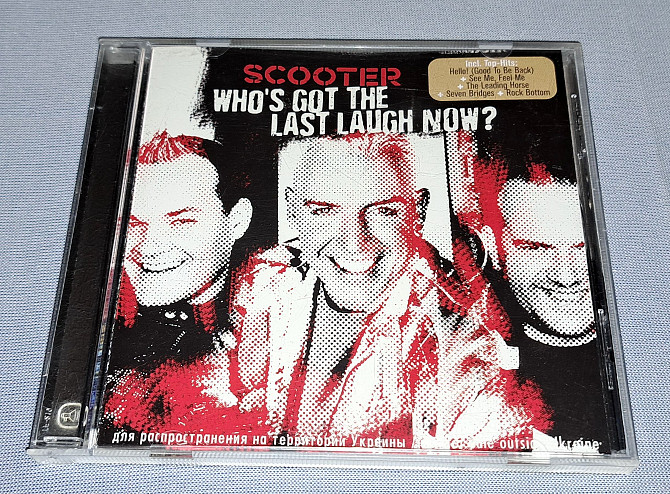 SCOOTER
WHO'S GOT THE
LAST LAUGH NOW?
Incl. Top-Hits:
Hello! (Good To Be Back)
+ See Me, Feel Me
+ The Leading Horse
+ Seven Bridges + Rock Bottom
для распространения на территории Украины outside Ukraine